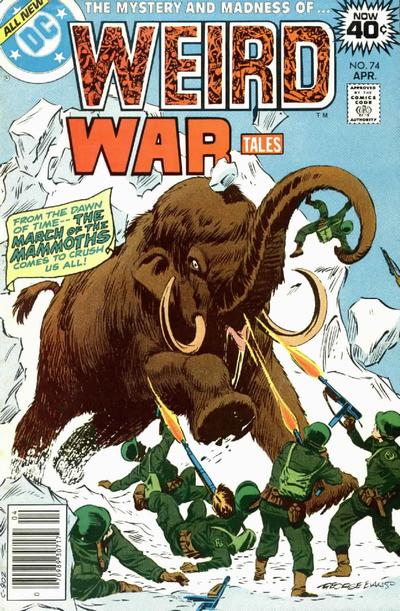 ALL NEW
DC
THE MYSTERY AND MADNESS OF...
WEIRD
WAR
TALES
TM
NOW
40¢
NO. 74
APR.
APPROVED
BY THE
COMICS
CODE
AUTHORITY
FROM THE DAWN
OF TIME-- THE
MARCH OF THE
MAMMOTHS
COMES TO CRUSH
US ALL!
04
GEORGE EVANS